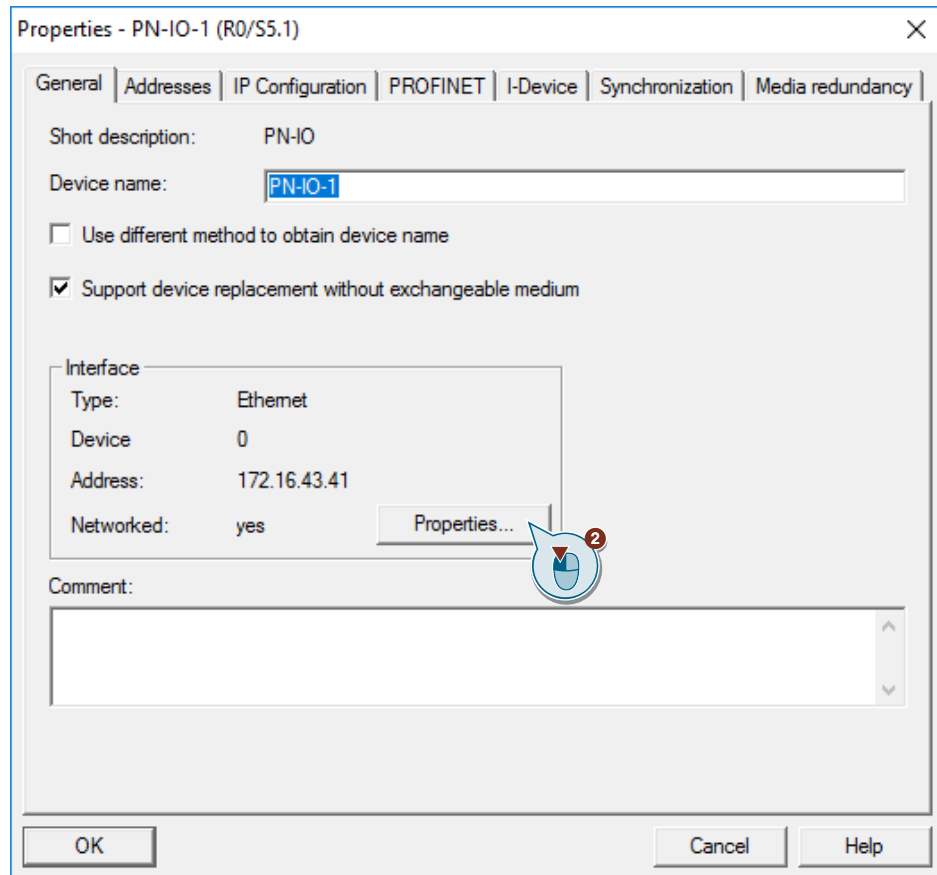 Properties - PN-IO-1 (R0/S5.1)
General Addresses IP Configuration PROFINET I-Device Synchronization Media redundancy
Short description: PN-IO
Device name: PN-IO-1
Use different method to obtain device name
Support device replacement without exchangeable medium
Interface
Type: Ethernet
Device 0
Address: 172.16.43.41
Networked: yes Properties...
2
Comment:
OK Cancel Help